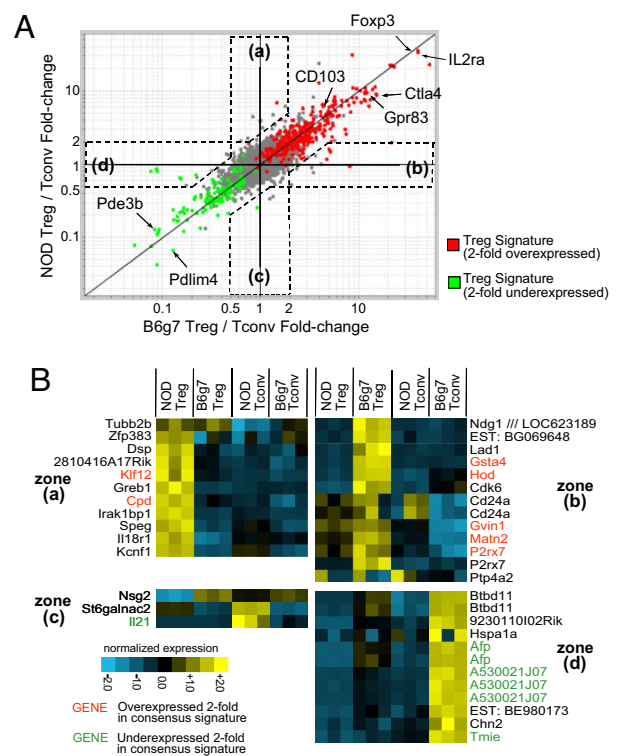 A
Foxp3
IL2ra
CD103
Ctla4
Gpr83
(a)
(d)
(b)
(c)
Pde3b
Pdlim4
NOD Treg / Tconv Fold-change
10
2
1
0.5
0.1
0.1
0.5
1
2
10
B6g7 Treg / Tconv Fold-change
Treg Signature
(2-fold overexpressed)
Treg Signature
(2-fold underexpressed)
B
NOD Treg
B6g7 Treg
NOD Tconv
B6g7 Tconv
NOD Treg
B6g7 Treg
NOD Tconv
B6g7 Tconv
zone
(a)
Tubb2b
Zfp383
Dsp
2810416A17Rik
Klf12
Greb1
Cpd
Irak1bp1
Speg
Il18r1
Kcnf1
Ndg1 /// LOC623189
EST: BG069648
Lad1
Gsta4
Hod
Cdk6
Cd24a
Cd24a
Gvin1
Matn2
P2rx7
P2rx7
Ptp4a2
zone
(b)
zone
(c)
Nsg2
St6galnac2
Il21
Btbd11
Btbd11
9230110I02Rik
Hspa1a
Afp
Afp
A530021J07
A530021J07
A530021J07
EST: BE980173
Chn2
Tmie
zone
(d)
normalized expression
-2.0
-1.0
0.0
+1.0
+2.0
GENE Overexpressed 2-fold
in consensus signature
GENE Underexpressed 2-fold
in consensus signature